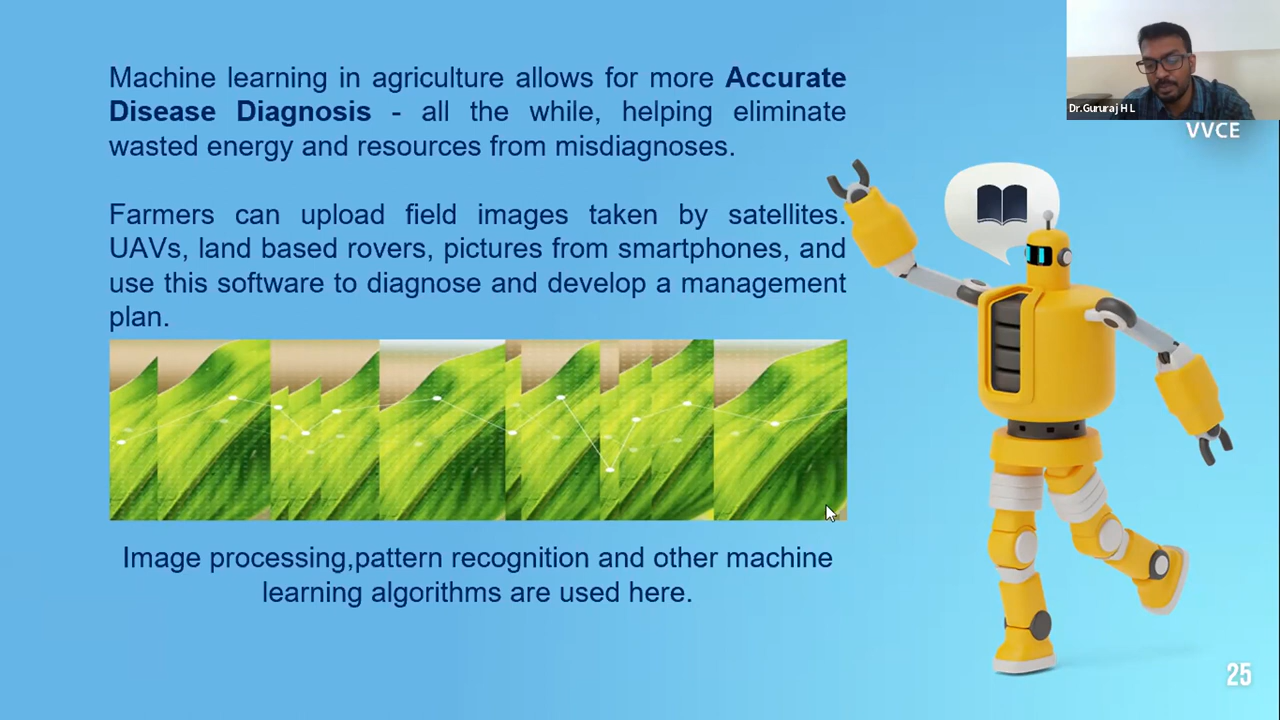 Machine learning in agriculture allows for more Accurate
Disease Diagnosis - all the while, helping eliminate
wasted energy and resources from misdiagnoses.
Farmers can upload field images taken by satellites.
UAVs, land based rovers, pictures from smartphones, and
use this software to diagnose and develop a management
plan.
Image processing,pattern recognition and other machine
learning algorithms are used here.
Dr.Gururaj H L
VVCE
25